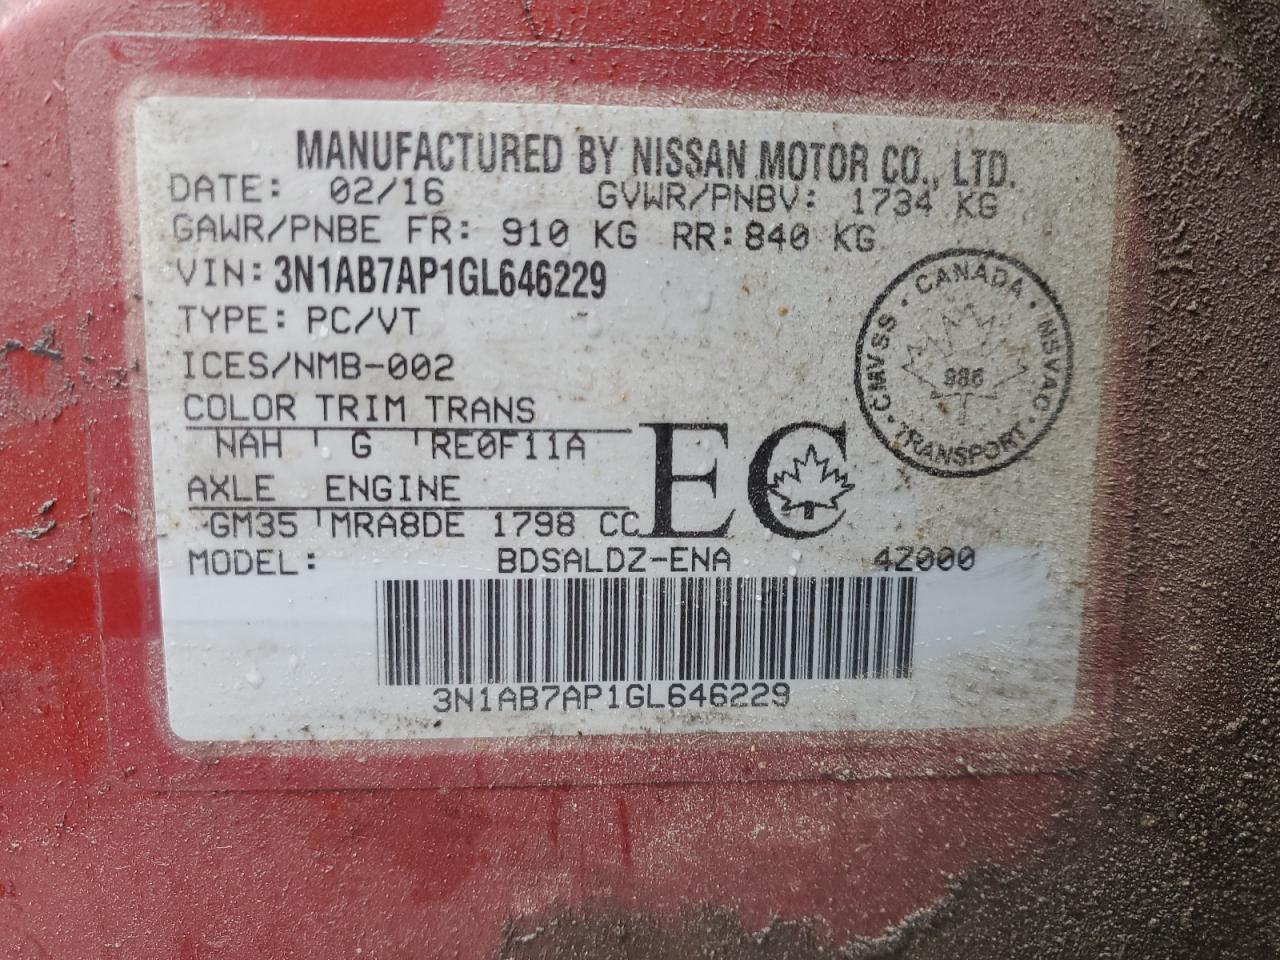 MANUFACTURED BY NISSAN MOTOR CO., LTD.
DATE: 02/16 GVWR/PNBV: 1734 KG
GAWR/PNBE FR: 910 KG RR: 840 KG
VIN: 3N1AB7AP1GL646229
TYPE: PC/VT
ICES/NMB-002
COLOR TRIM TRANS
NAH G RE0F11A
AXLE ENGINE
GM35 MRA8DE 1798 CC
EC
CANADA · MSVAC · TRANSPORT · CMVSS ·
986
MODEL: BDSALDZ-ENA 4Z000
3N1AB7AP1GL646229